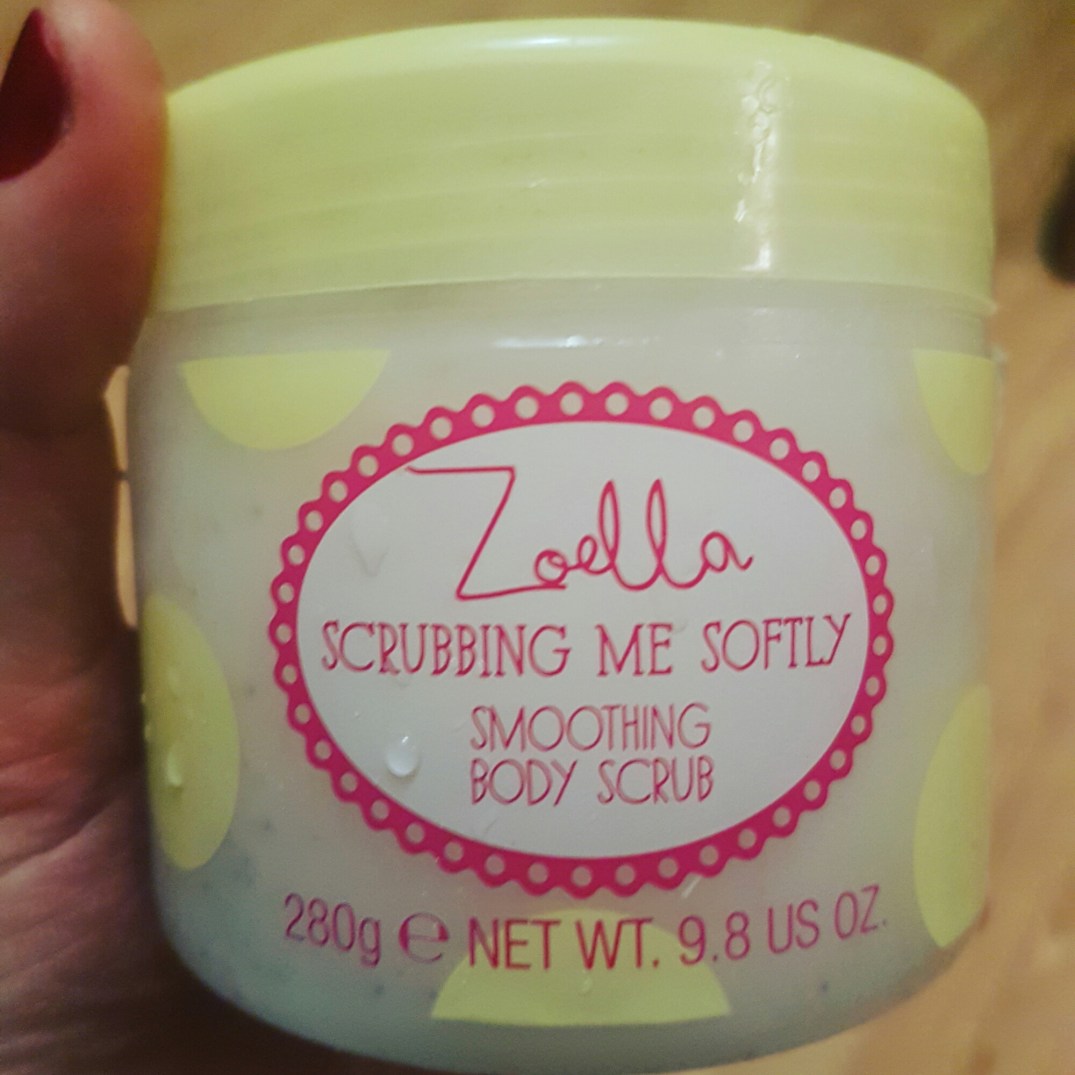 Zoella
SCRUBBING ME SOFTLY
SMOOTHING
BODY SCRUB
280g ℮ NET WT. 9.8 US OZ.